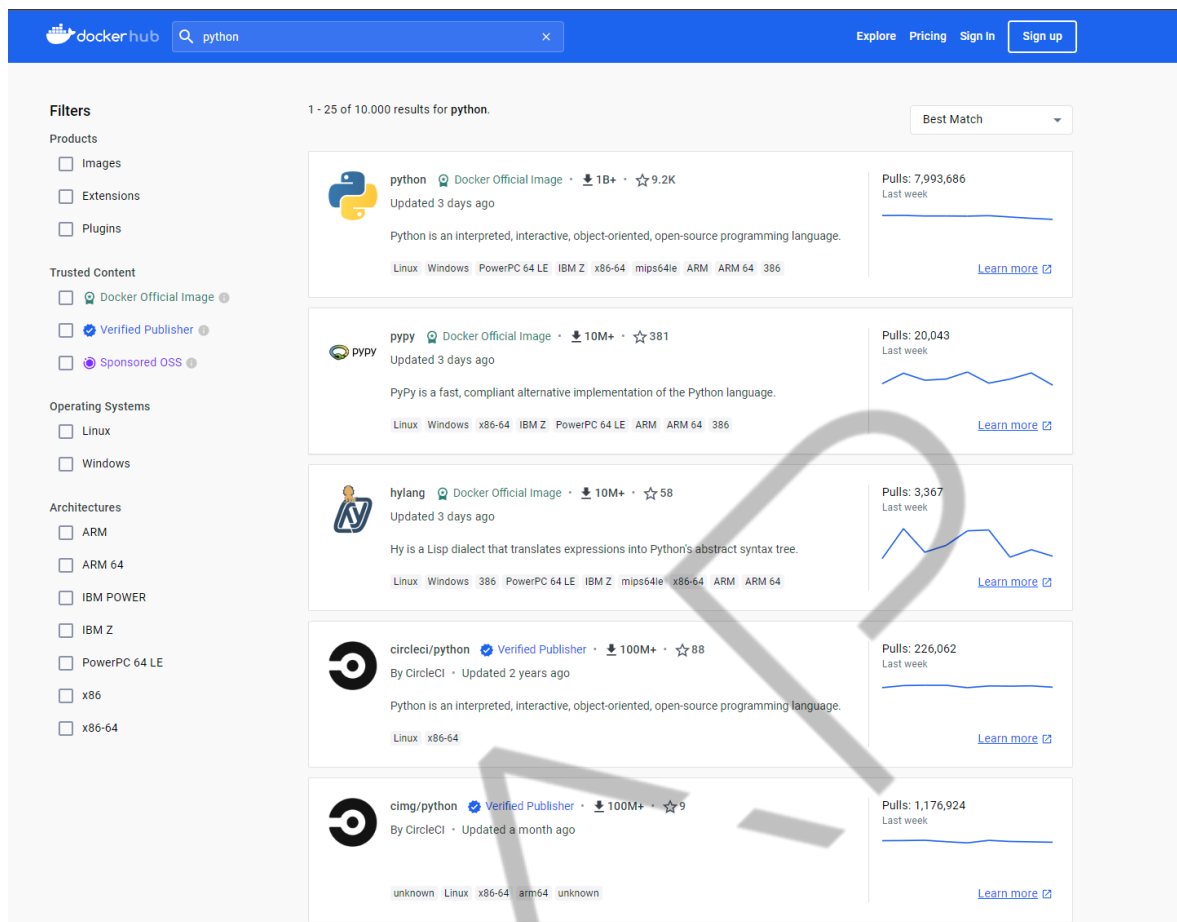 dockerhub
python ×
Explore Pricing Sign In Sign up
Filters
Products
Images
Extensions
Plugins
Trusted Content
Docker Official Image
Verified Publisher
Sponsored OSS
Operating Systems
Linux
Windows
Architectures
ARM
ARM 64
IBM POWER
IBM Z
PowerPC 64 LE
x86
x86-64
1 - 25 of 10.000 results for python.
Best Match
python Docker Official Image • 1B+ • 9.2K
Updated 3 days ago
Python is an interpreted, interactive, object-oriented, open-source programming language.
Linux Windows PowerPC 64 LE IBM Z x86-64 mips64le ARM ARM 64 386
Pulls: 7,993,686
Last week
Learn more
pypy
pypy Docker Official Image • 10M+ • 381
Updated 3 days ago
PyPy is a fast, compliant alternative implementation of the Python language.
Linux Windows x86-64 IBM Z PowerPC 64 LE ARM ARM 64 386
Pulls: 20,043
Last week
Learn more
hy
hylang Docker Official Image • 10M+ • 58
Updated 3 days ago
Hy is a Lisp dialect that translates expressions into Python's abstract syntax tree.
Linux Windows 386 PowerPC 64 LE IBM Z mips64le x86-64 ARM ARM 64
Pulls: 3,367
Last week
Learn more
circleci/python Verified Publisher • 100M+ • 88
By CircleCI • Updated 2 years ago
Python is an interpreted, interactive, object-oriented, open-source programming language.
Linux x86-64
Pulls: 226,062
Last week
Learn more
cimg/python Verified Publisher • 100M+ • 9
By CircleCI • Updated a month ago
unknown Linux x86-64 arm64 unknown
Pulls: 1,176,924
Last week
Learn more